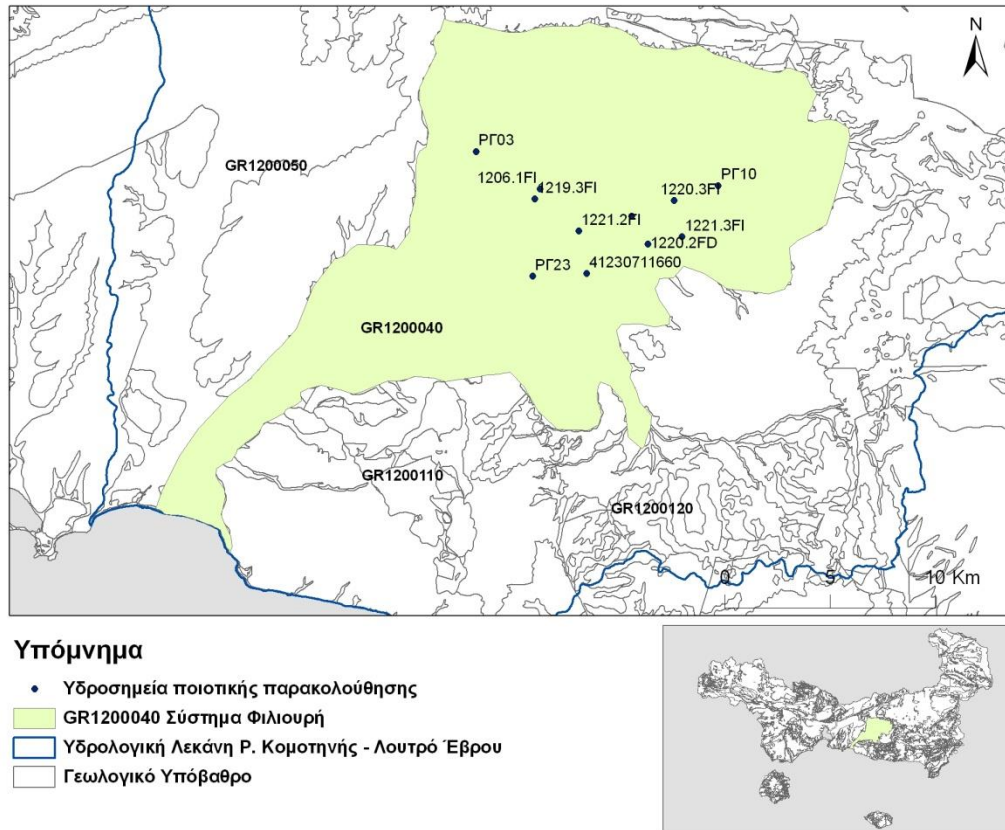 N
ΡΓ03
GR1200050
1206.1FI
4219.3FI
1220.3FI
ΡΓ10
1221.2FI
1221.3FI
1220.2FD
ΡΓ23
41230711660
GR1200040
GR1200110
GR1200120
0 5 10 Km
Υπόμνημα
Υδροσημεία ποιοτικής παρακολούθησης
GR1200040 Σύστημα Φιλιουρή
Υδρολογική Λεκάνη Ρ. Κομοτηνής - Λουτρό Έβρου
Γεωλογικό Υπόβαθρο